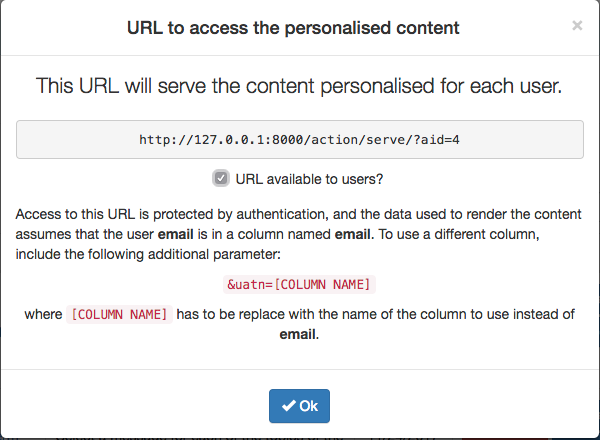 URL to access the personalised content
×
This URL will serve the content personalised for each user.
http://127.0.0.1:8000/action/serve/?aid=4
URL available to users?
Access to this URL is protected by authentication, and the data used to render the content
assumes that the user email is in a column named email. To use a different column,
include the following additional parameter:
&uatn=[COLUMN NAME]
where [COLUMN NAME] has to be replace with the name of the column to use instead of
email.
Ok